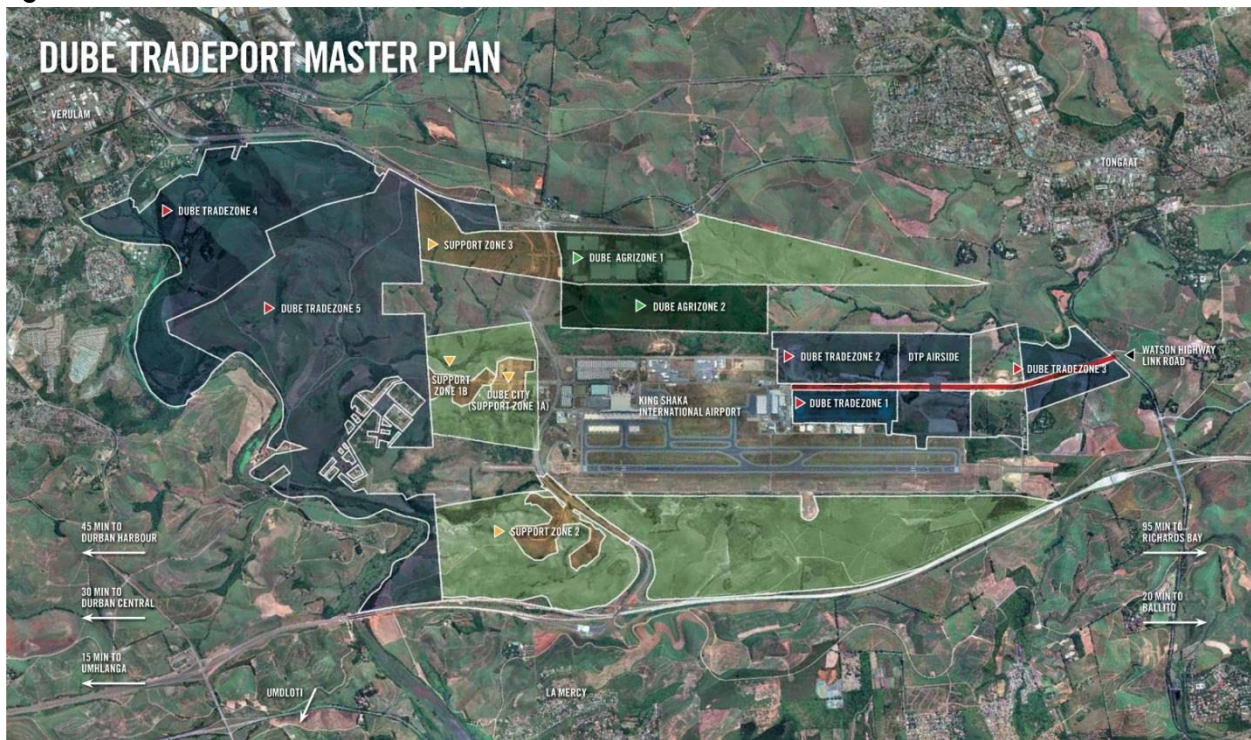 DUBE TRADEPORT MASTER PLAN
VERULAM
TONGAAT
DUBE TRADEZONE 4
SUPPORT ZONE 3
DUBE AGRIZONE 1
DUBE TRADEZONE 5
DUBE AGRIZONE 2
DUBE TRADEZONE 2
DTP AIRSIDE
DUBE TRADEZONE 3
WATSON HIGHWAY
LINK ROAD
SUPPORT
ZONE 1B
DUBE CITY
(SUPPORT ZONE 1A)
KING SHAKA
INTERNATIONAL AIRPORT
DUBE TRADEZONE 1
SUPPORT ZONE 2
45 MIN TO
DURBAN HARBOUR
30 MIN TO
DURBAN CENTRAL
15 MIN TO
UMHLANGA
95 MIN TO
RICHARDS BAY
20 MIN TO
BALLITO
UMDLOTI
LA MERCY